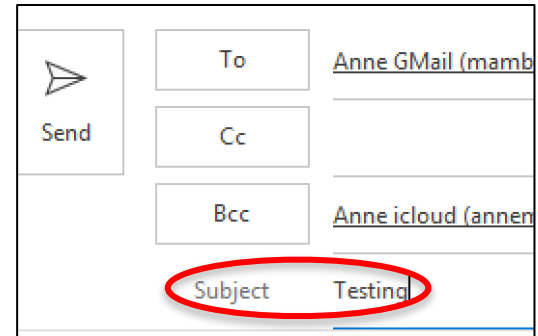 To Anne GMail (mamb
Send Cc
Bcc Anne icloud (annem
Subject Testing